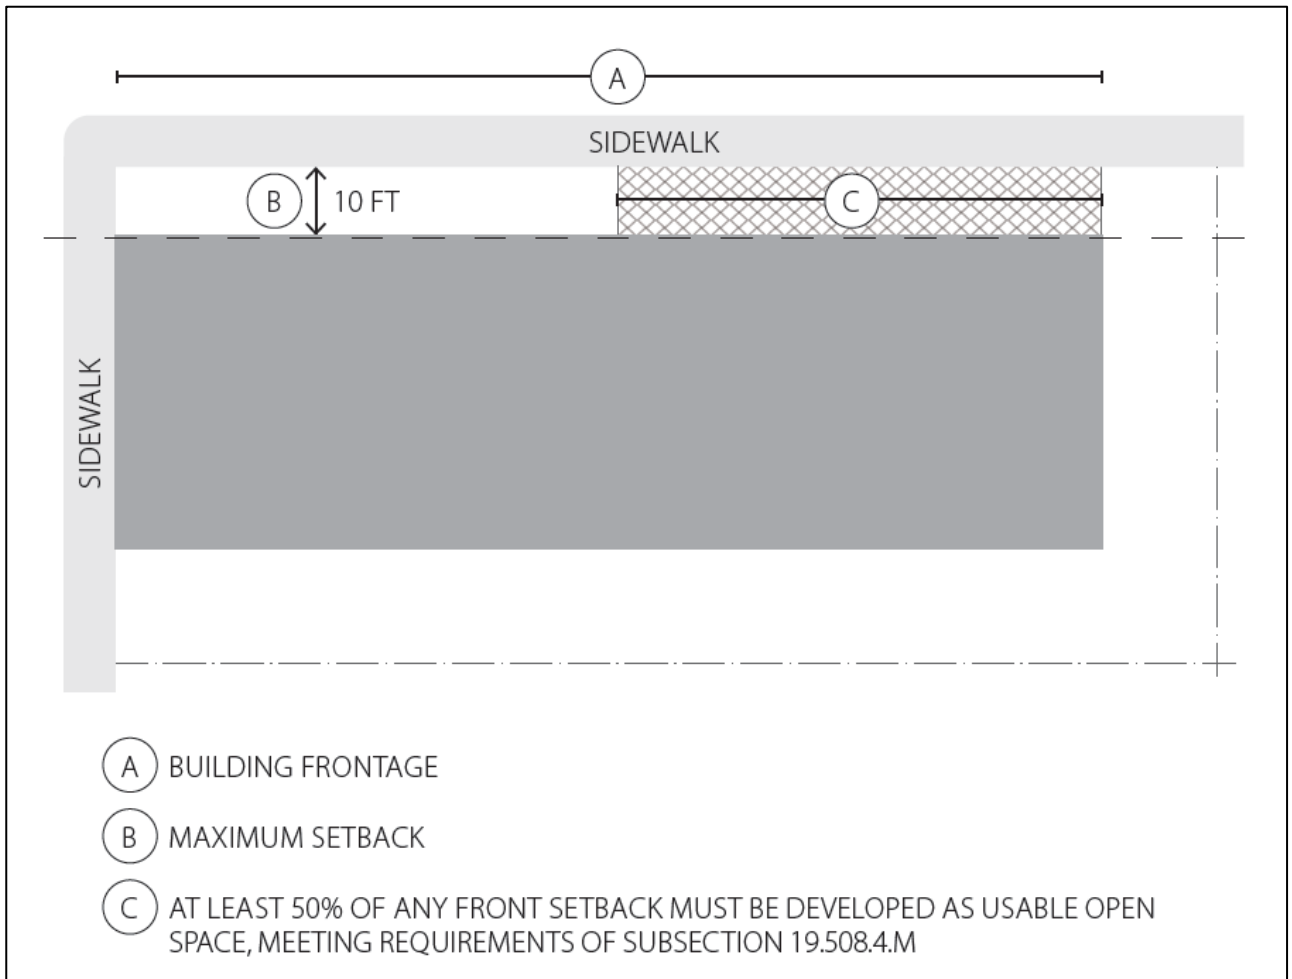 A
SIDEWALK
B
10 FT
C
SIDEWALK
A BUILDING FRONTAGE
B MAXIMUM SETBACK
C AT LEAST 50% OF ANY FRONT SETBACK MUST BE DEVELOPED AS USABLE OPEN
SPACE, MEETING REQUIREMENTS OF SUBSECTION 19.508.4.M